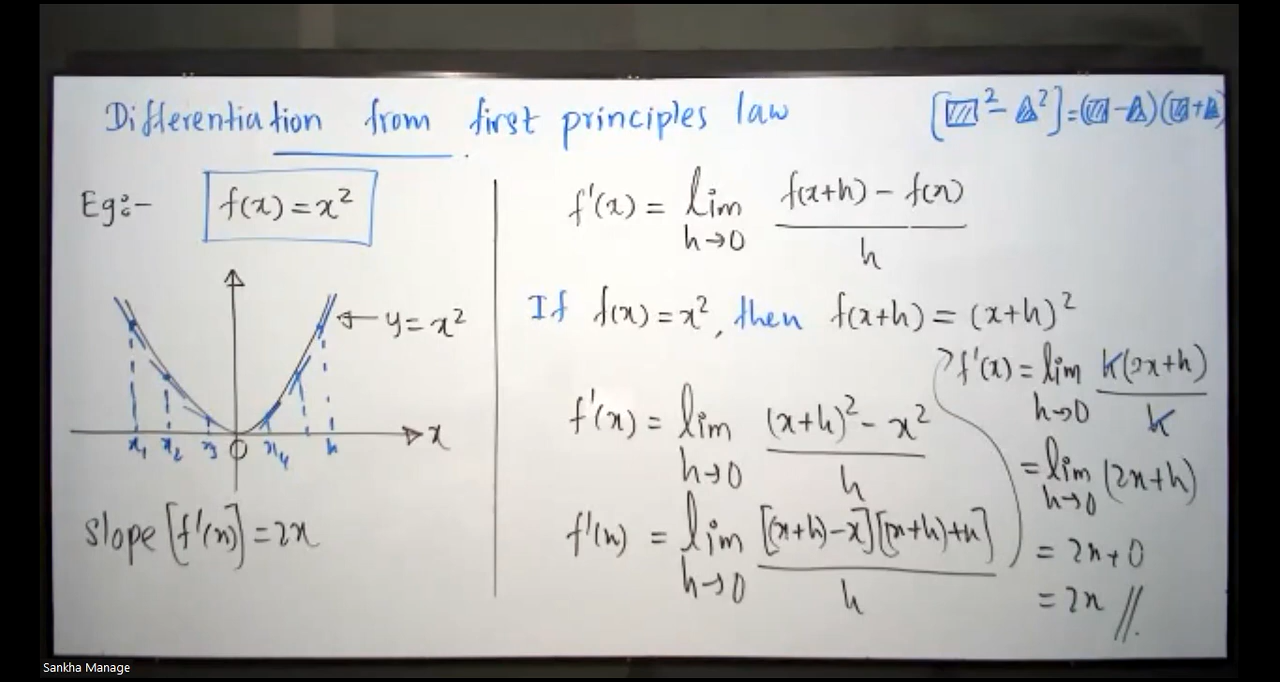 Differentiation from first principles law
[▨² - △²] = (▨ - △)(▨ + △)
Eg:-
f(x) = x²
y = x²
x
x₁ x₂ x₃ O x₄
Slope [f'(x)] = 2x
f'(x) = lim h→0 f(x+h) - f(x) / h
If f(x) = x², then f(x+h) = (x+h)²
f'(x) = lim h→0 (x+h)² - x² / h
f'(x) = lim h→0 [(x+h)-x][(x+h)+x] / h
f'(x) = lim h→0 h(2x+h) / h
= lim h→0 (2x+h)
= 2x+0
= 2x //
Sankha Manage